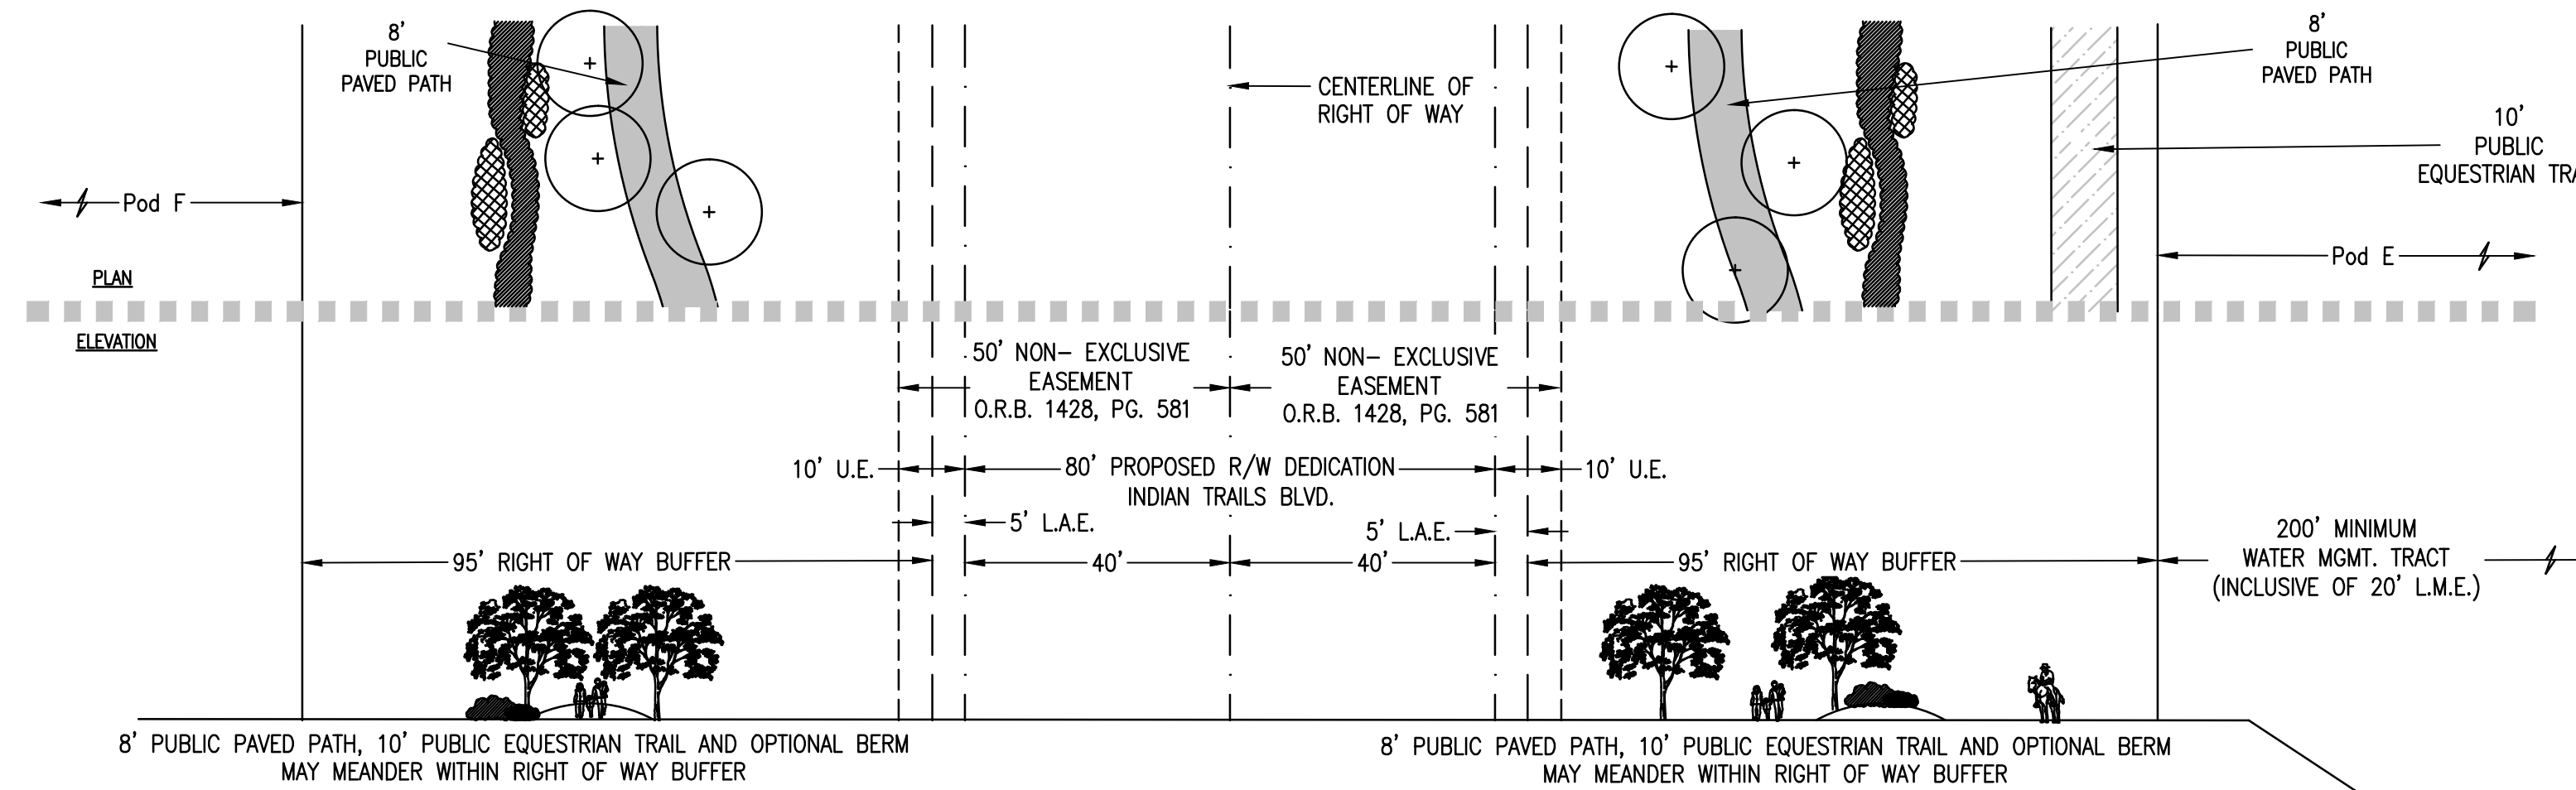 8'
PUBLIC
PAVED PATH
CENTERLINE OF
RIGHT OF WAY
8'
PUBLIC
PAVED PATH
10'
PUBLIC
EQUESTRIAN TRA
Pod F
Pod E
PLAN
ELEVATION
50' NON- EXCLUSIVE
EASEMENT
O.R.B. 1428, PG. 581
50' NON- EXCLUSIVE
EASEMENT
O.R.B. 1428, PG. 581
10' U.E.
80' PROPOSED R/W DEDICATION
INDIAN TRAILS BLVD.
10' U.E.
5' L.A.E.
5' L.A.E.
95' RIGHT OF WAY BUFFER
40'
40'
95' RIGHT OF WAY BUFFER
200' MINIMUM
WATER MGMT. TRACT
(INCLUSIVE OF 20' L.M.E.)
8' PUBLIC PAVED PATH, 10' PUBLIC EQUESTRIAN TRAIL AND OPTIONAL BERM
MAY MEANDER WITHIN RIGHT OF WAY BUFFER
8' PUBLIC PAVED PATH, 10' PUBLIC EQUESTRIAN TRAIL AND OPTIONAL BERM
MAY MEANDER WITHIN RIGHT OF WAY BUFFER